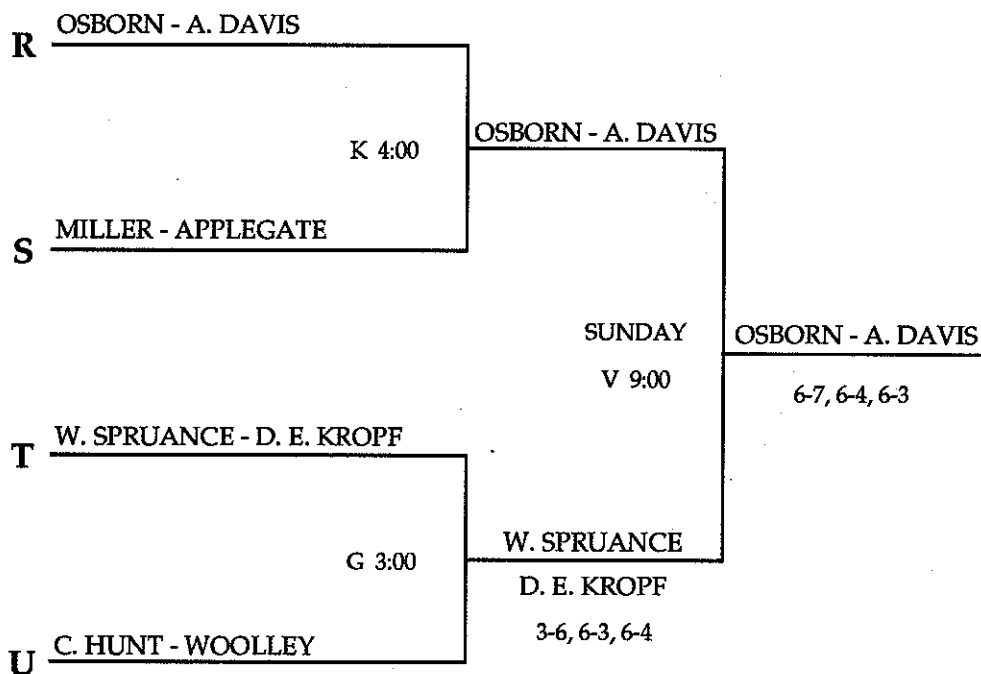 R OSBORN - A. DAVIS
K 4:00
OSBORN - A. DAVIS
S MILLER - APPLEGATE
SUNDAY
V 9:00
OSBORN - A. DAVIS
6-7, 6-4, 6-3
T W. SPRUANCE - D. E. KROPF
G 3:00
W. SPRUANCE
D. E. KROPF
3-6, 6-3, 6-4
U C. HUNT - WOOLLEY